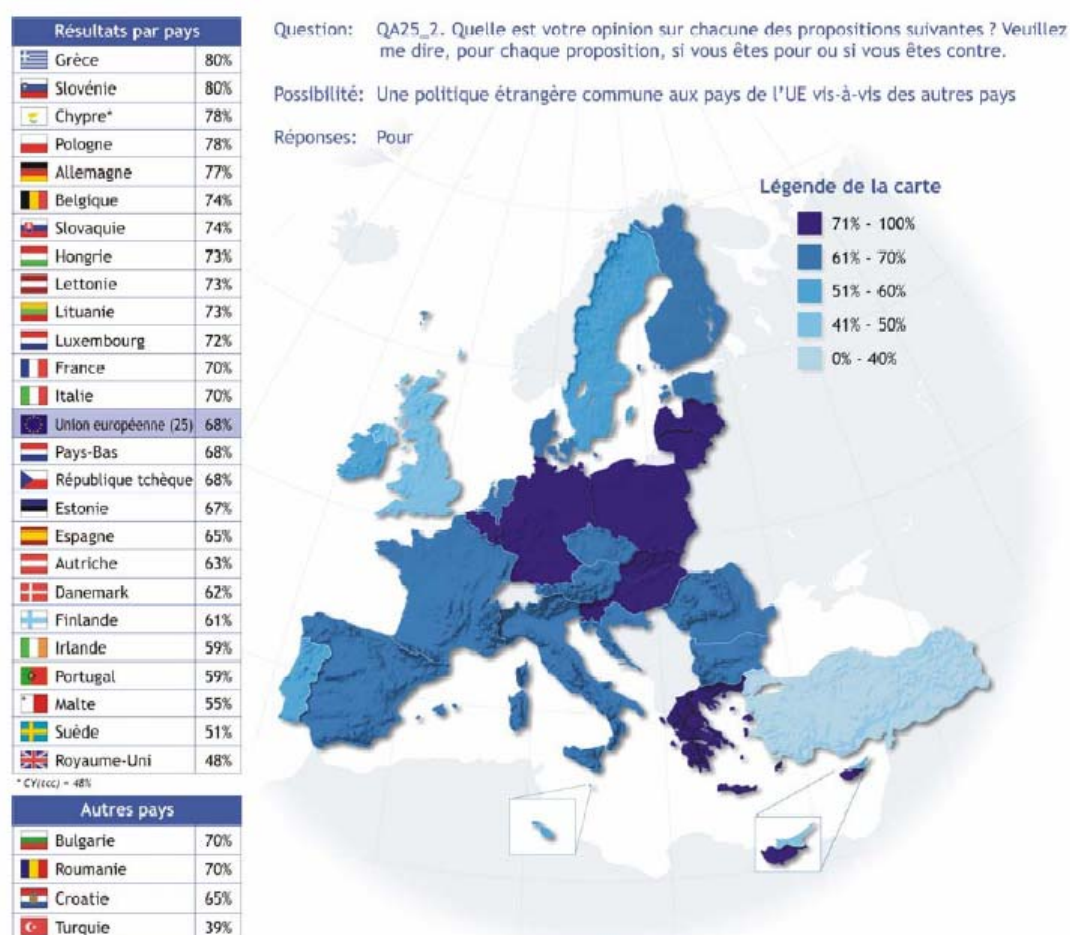 Résultats par pays
Grèce 80%
Slovénie 80%
Chypre* 78%
Pologne 78%
Allemagne 77%
Belgique 74%
Slovaquie 74%
Hongrie 73%
Lettonie 73%
Lituanie 73%
Luxembourg 72%
France 70%
Italie 70%
Union européenne (25) 68%
Pays-Bas 68%
République tchèque 68%
Estonie 67%
Espagne 65%
Autriche 63%
Danemark 62%
Finlande 61%
Irlande 59%
Portugal 59%
Malte 55%
Suède 51%
Royaume-Uni 48%
* CY(tcc) = 48%
Autres pays
Bulgarie 70%
Roumanie 70%
Croatie 65%
Turquie 39%
Question: QA25_2. Quelle est votre opinion sur chacune des propositions suivantes ? Veuillez
me dire, pour chaque proposition, si vous êtes pour ou si vous êtes contre.
Possibilité: Une politique étrangère commune aux pays de l'UE vis-à-vis des autres pays
Réponses: Pour
Légende de la carte
71% - 100%
61% - 70%
51% - 60%
41% - 50%
0% - 40%